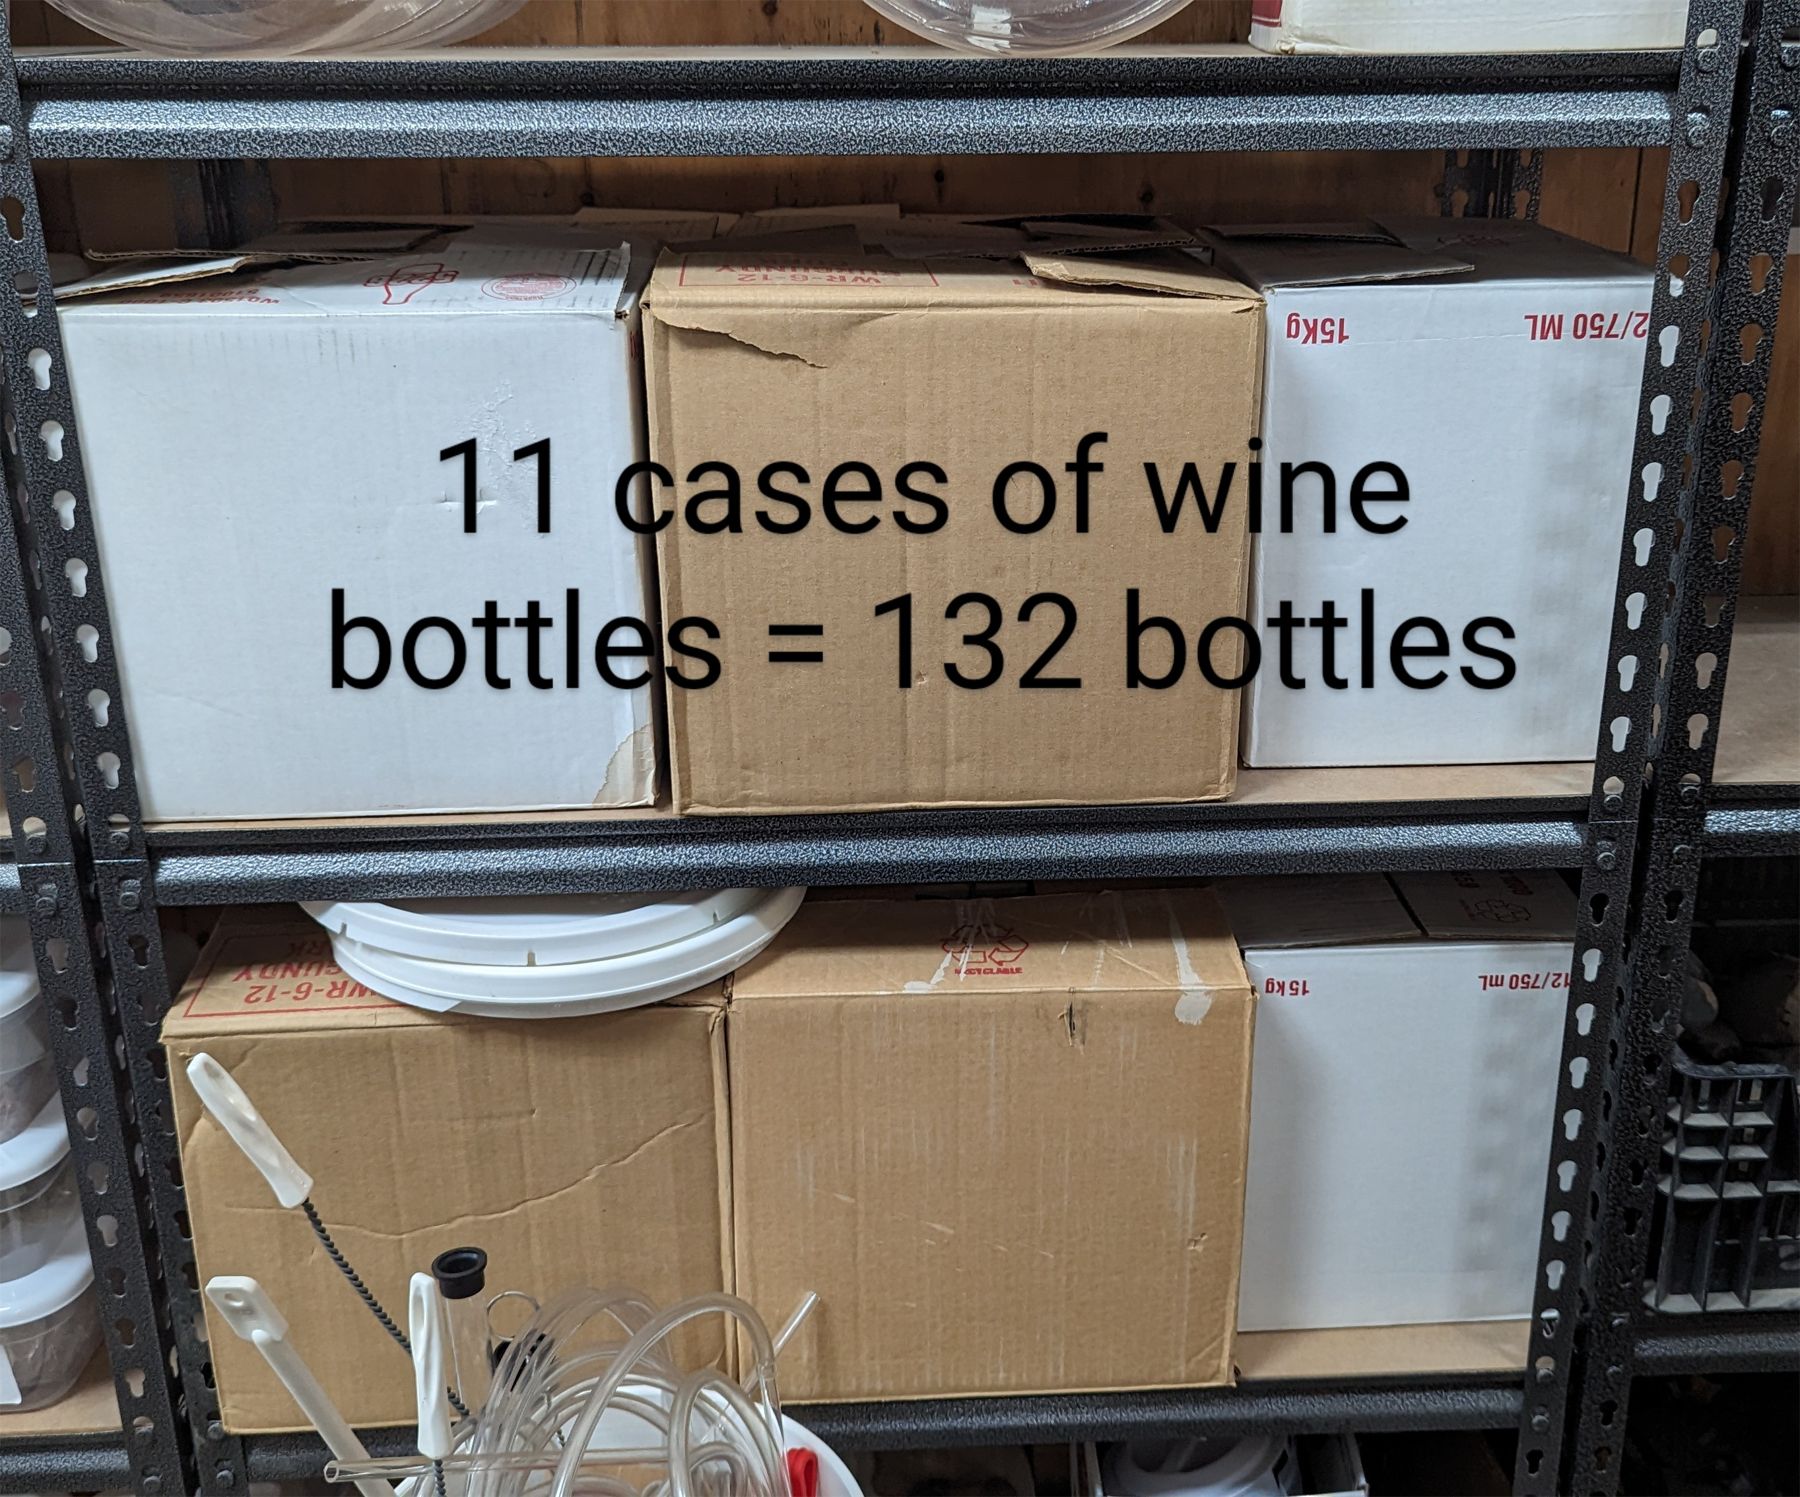 WR-6-12
15Kg
2/750 ML
11 cases of wine
bottles = 132 bottles
RECYCLABLE
WR-6-12
15 kg
12/750 mL